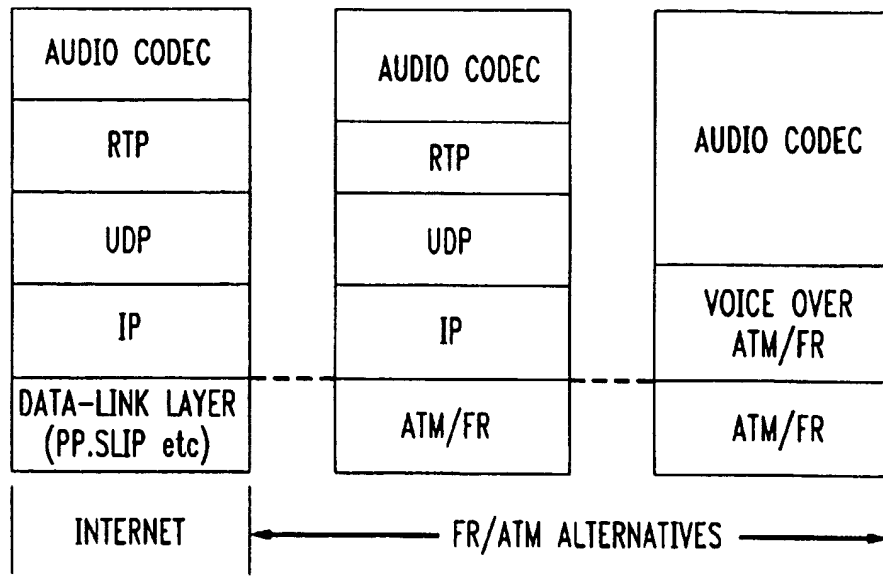 AUDIO CODEC
RTP
UDP
IP
DATA-LINK LAYER
(PP.SLIP etc)
INTERNET
AUDIO CODEC
RTP
UDP
IP
ATM/FR
AUDIO CODEC
VOICE OVER
ATM/FR
ATM/FR
FR/ATM ALTERNATIVES